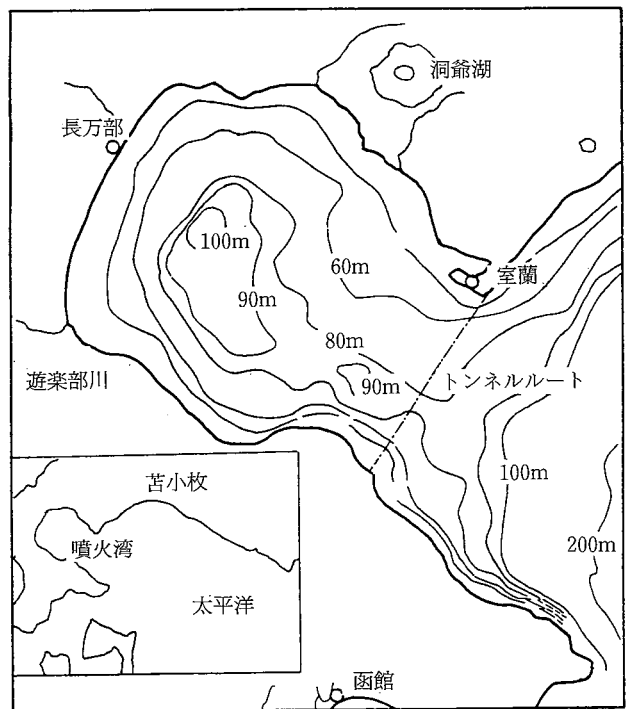 洞爺湖
長万部
100m
60m
室蘭
90m
80m
90m
トンネルルート
遊楽部川
100m
苫小枚
噴火湾
200m
太平洋
函館